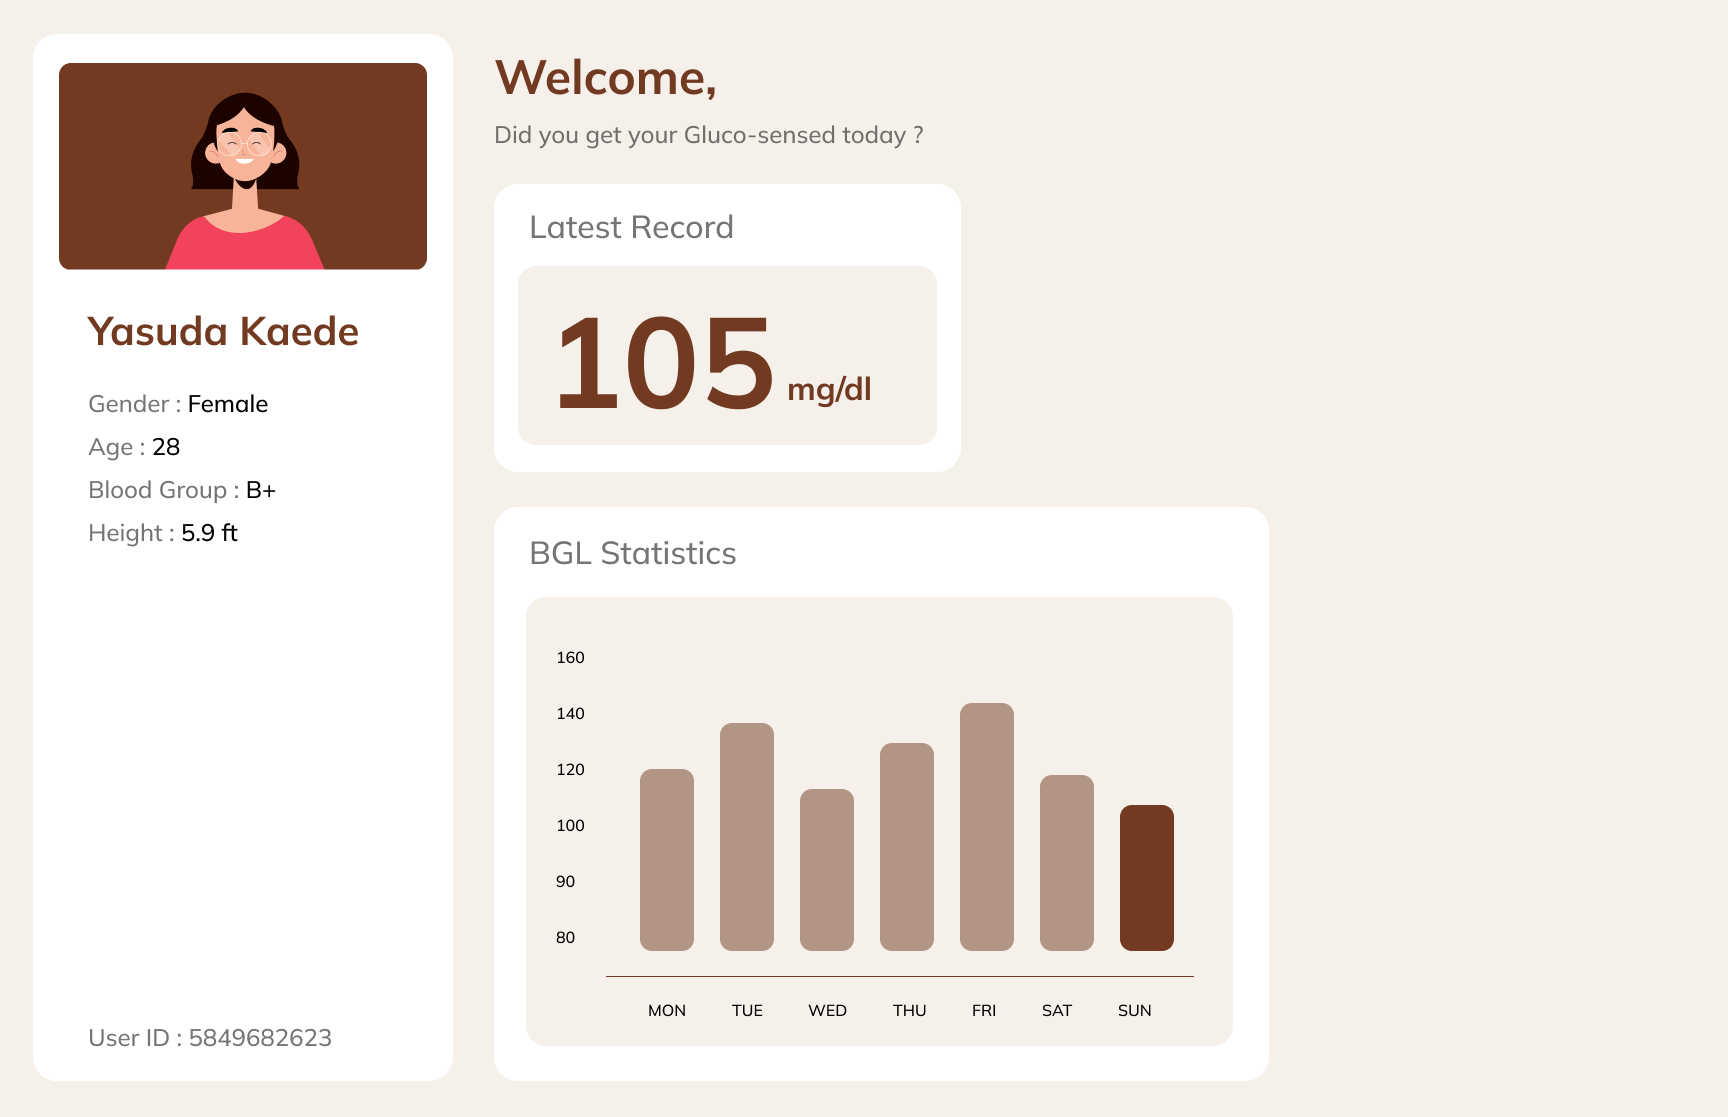 Yasuda Kaede
Gender : Female
Age : 28
Blood Group : B+
Height : 5.9 ft
User ID : 5849682623
Welcome,
Did you get your Gluco-sensed today ?
Latest Record
105 mg/dl
BGL Statistics
160
140
120
100
90
80
MON TUE WED THU FRI SAT SUN